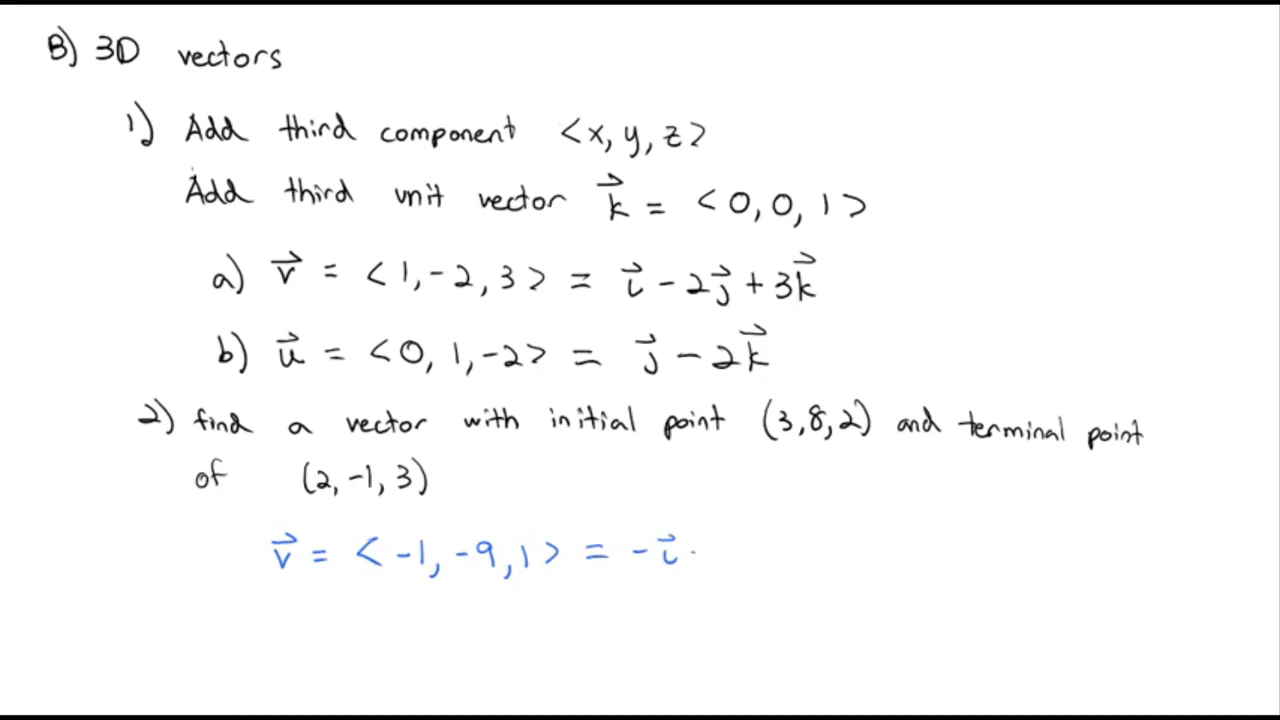 B) 3D vectors
1) Add third component <x, y, z>
Add third unit vector k⃗ = <0, 0, 1>
a) v⃗ = <1, -2, 3> = i⃗ - 2j⃗ + 3k⃗
b) u⃗ = <0, 1, -2> = j⃗ - 2k⃗
2) find a vector with initial point (3, 8, 2) and terminal point
of (2, -1, 3)
v⃗ = <-1, -9, 1> = -i⃗